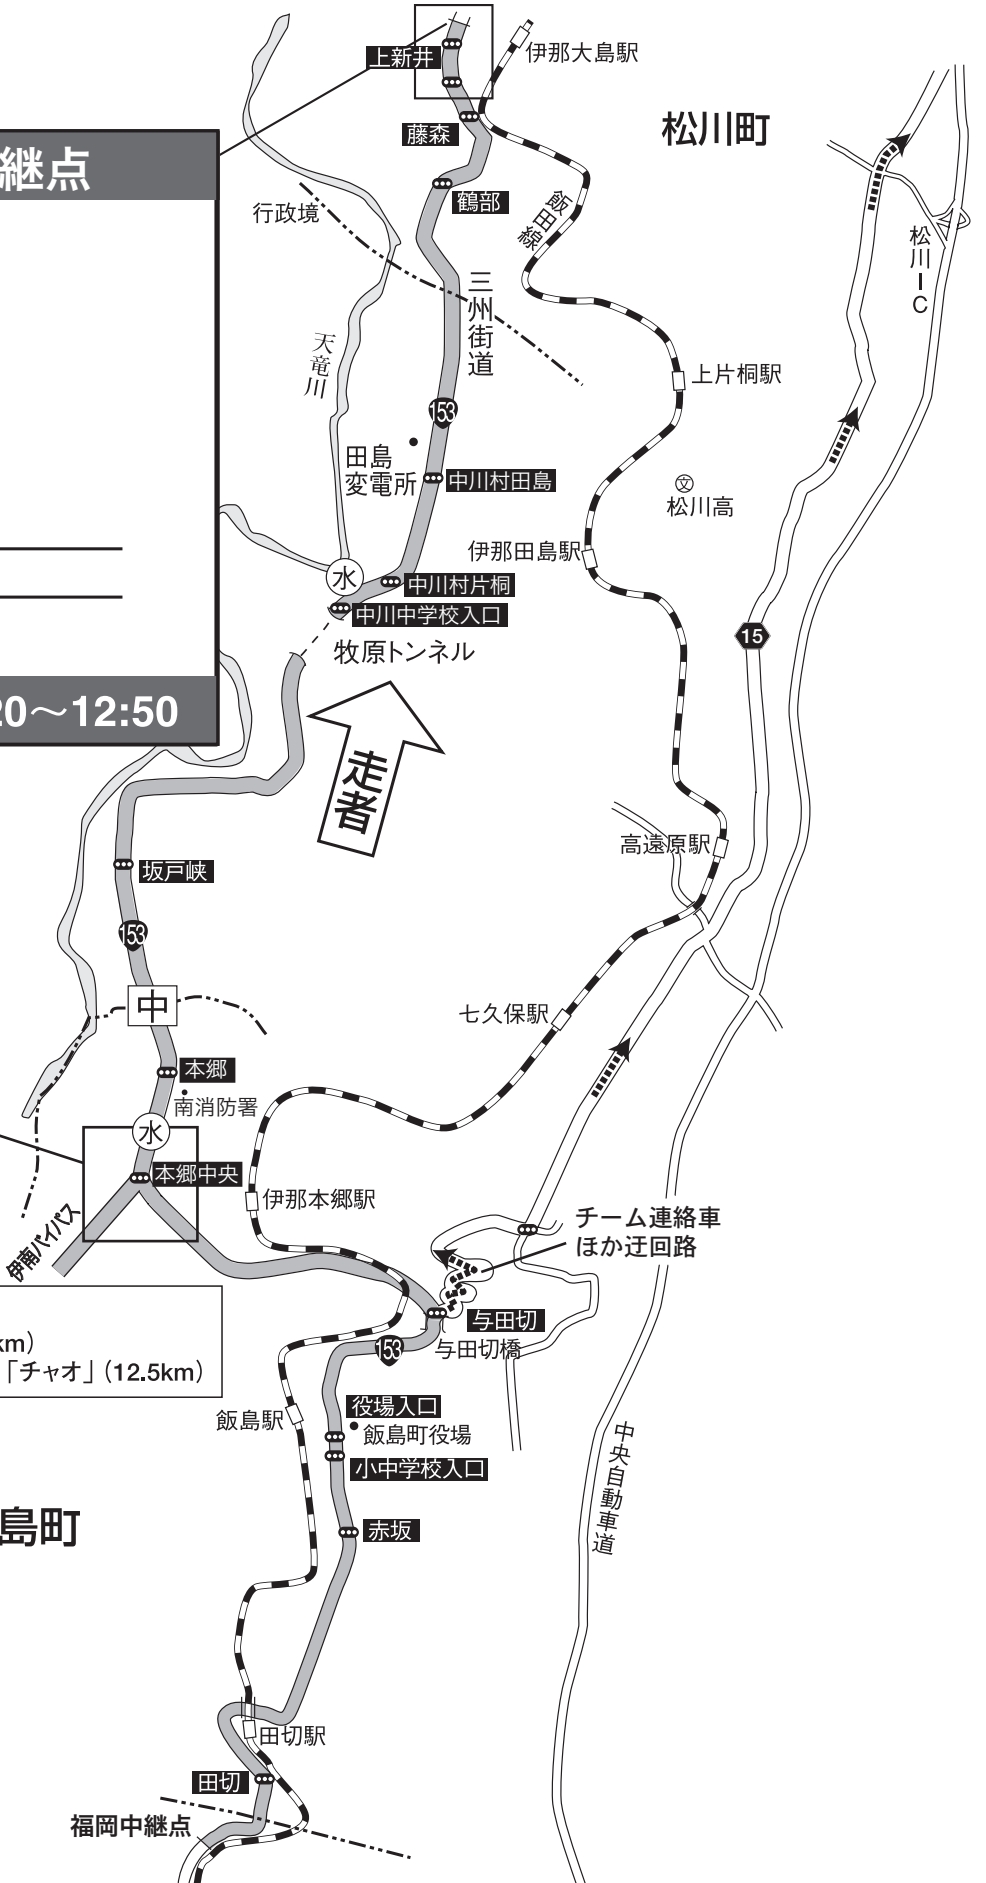 上新井
伊那大島駅
松川町
藤森
継点
鶴部
行政境
飯田線
松川IC
三州街道
天竜川
上片桐駅
153
田島
変電所
中川村田島
文
松川高
伊那田島駅
水
中川村片桐
中川中学校入口
15
牧原トンネル
20～12:50
走者
高遠原駅
坂戸峡
153
中
七久保駅
本郷
南消防署
水
本郷中央
伊那本郷駅
チーム連絡車
ほか迂回路
伊南バイパス
与田切
与田切橋
km)
「チャオ」(12.5km)
153
役場入口
飯島駅
飯島町役場
小中学校入口
中央自動車道
島町
赤坂
田切駅
田切
福岡中継点